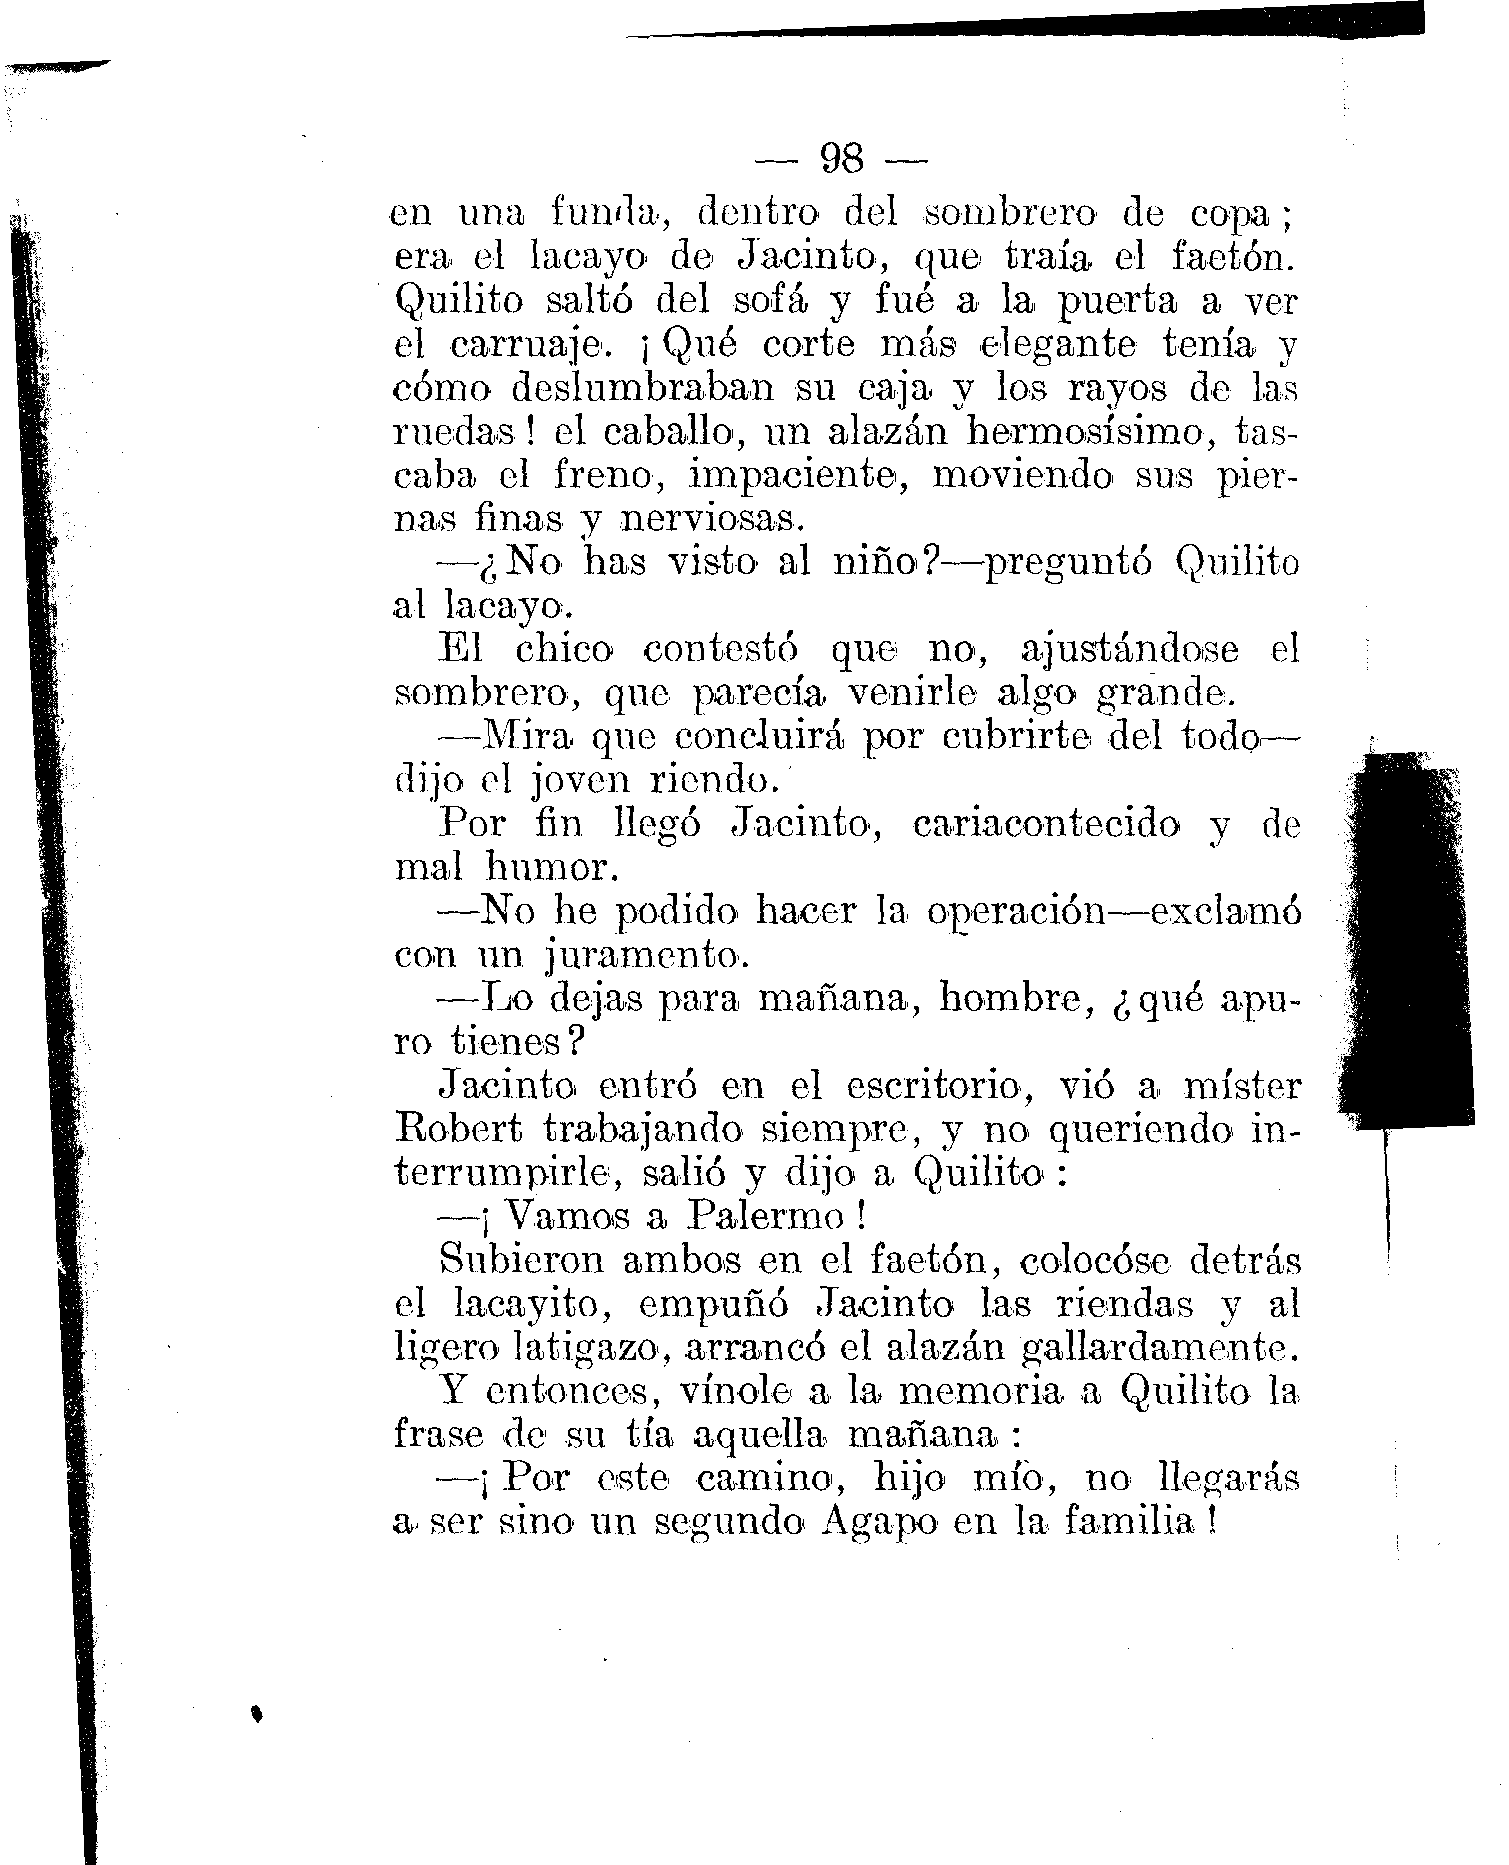 — 98 —
en una funda, dentro del sombrero de copa ;
era el lacayo de Jacinto, que traía el faetón.
Quilito saltó del sofá y fué a la puerta a ver
el carruaje. ¡ Qué corte más elegante tenía y
cómo deslumbraban su caja y los rayos de las
ruedas ! el caballo, un alazán hermosísimo, tas-
caba el freno, impaciente, moviendo sus pier-
nas finas y nerviosas.
—¿ No has visto al niño?—preguntó Quilito
al lacayo.
El chico contestó que no, ajustándose el
sombrero, que parecía venirle algo grande.
—Mira que concluirá por cubrirte del todo—
dijo el joven riendo.
Por fin llegó Jacinto, cariacontecido y de
mal humor.
—No he podido hacer la operación—exclamó
con un juramento.
—Lo dejas para mañana, hombre, ¿ qué apu-
ro tienes ?
Jacinto entró en el escritorio, vió a míster
Robert trabajando siempre, y no queriendo in-
terrumpirle, salió y dijo a Quilito :
—¡ Vamos a Palermo !
Subieron ambos en el faetón, colocóse detrás
el lacayito, empuñó Jacinto las riendas y al
ligero latigazo, arrancó el alazán gallardamente.
Y entonces, vínole a la memoria a Quilito la
frase de su tía aquella mañana :
—¡ Por este camino, hijo mío, no llegarás
a ser sino un segundo Agapo en la familia !